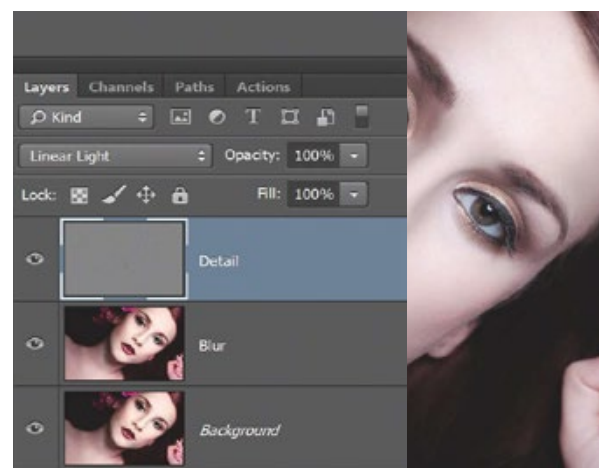 Layers Channels Paths Actions
Kind T
Linear Light Opacity: 100%
Lock: Fill: 100%
Detail
Blur
Background